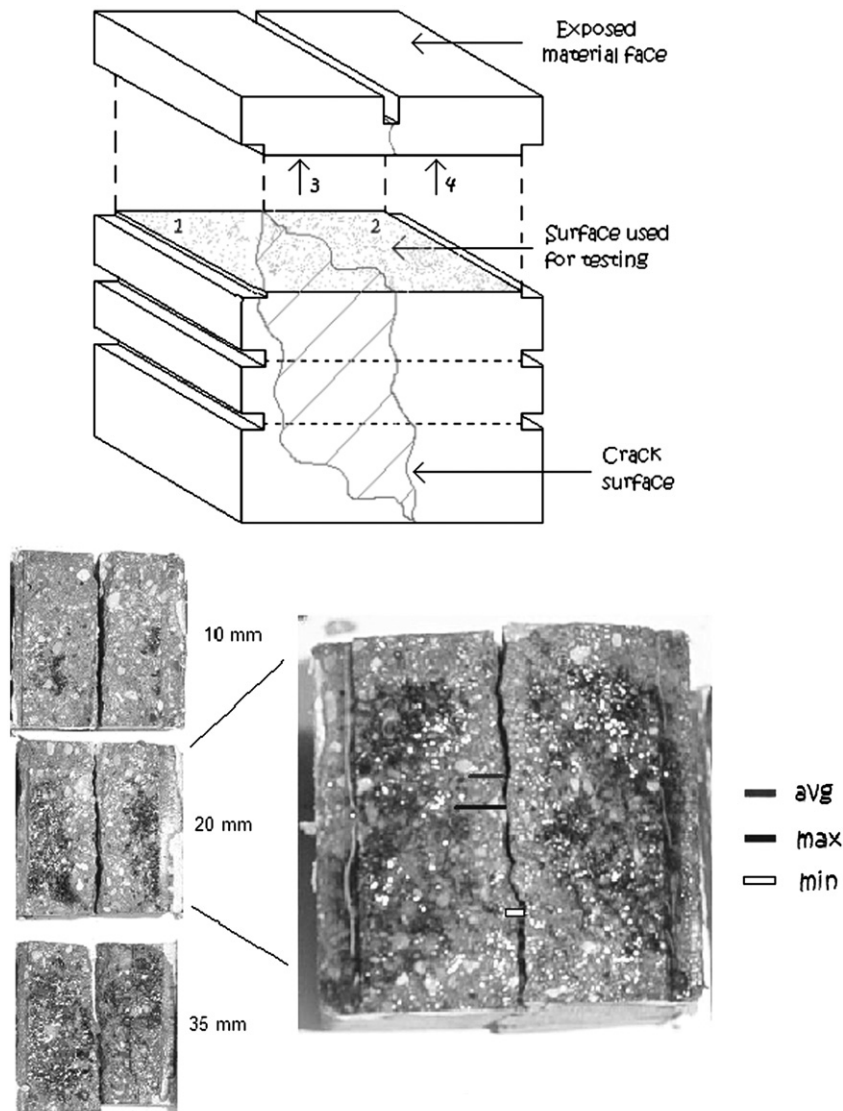 Exposed
material face
3
4
1
2
Surface used
for testing
Crack
surface
10 mm
20 mm
35 mm
avg
max
min